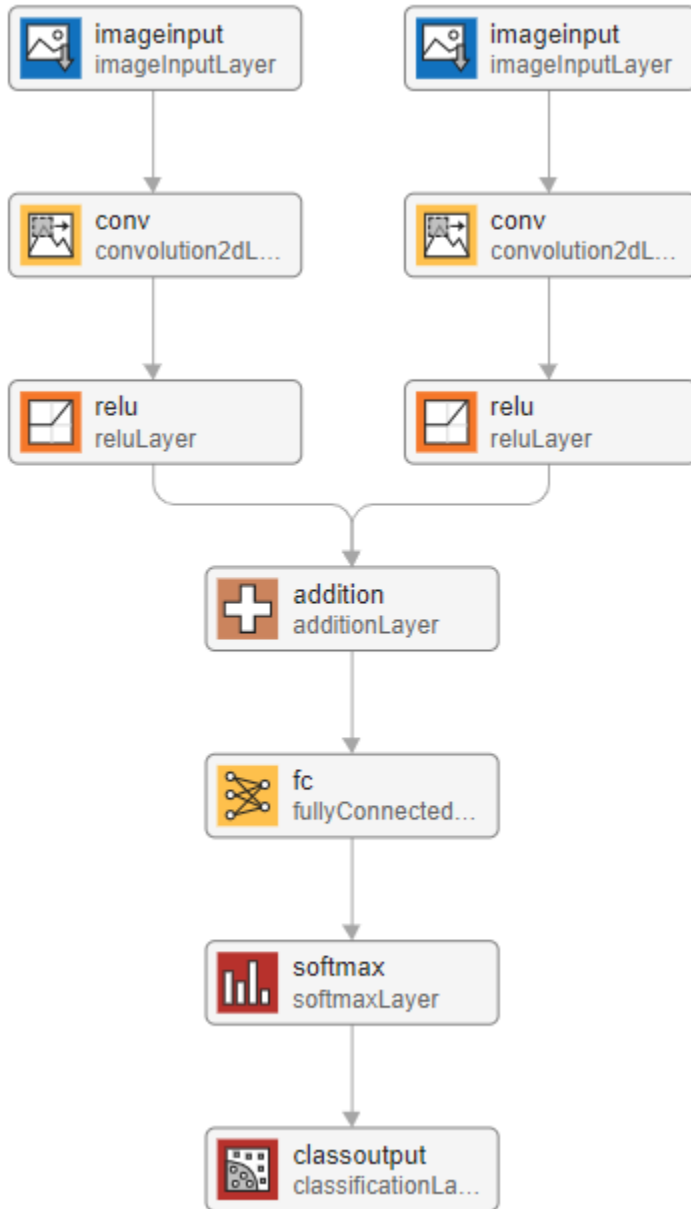 imageinput
imageInputLayer
imageinput
imageInputLayer
conv
convolution2dL...
conv
convolution2dL...
relu
reluLayer
relu
reluLayer
addition
additionLayer
fc
fullyConnected...
softmax
softmaxLayer
classoutput
classificationLa...